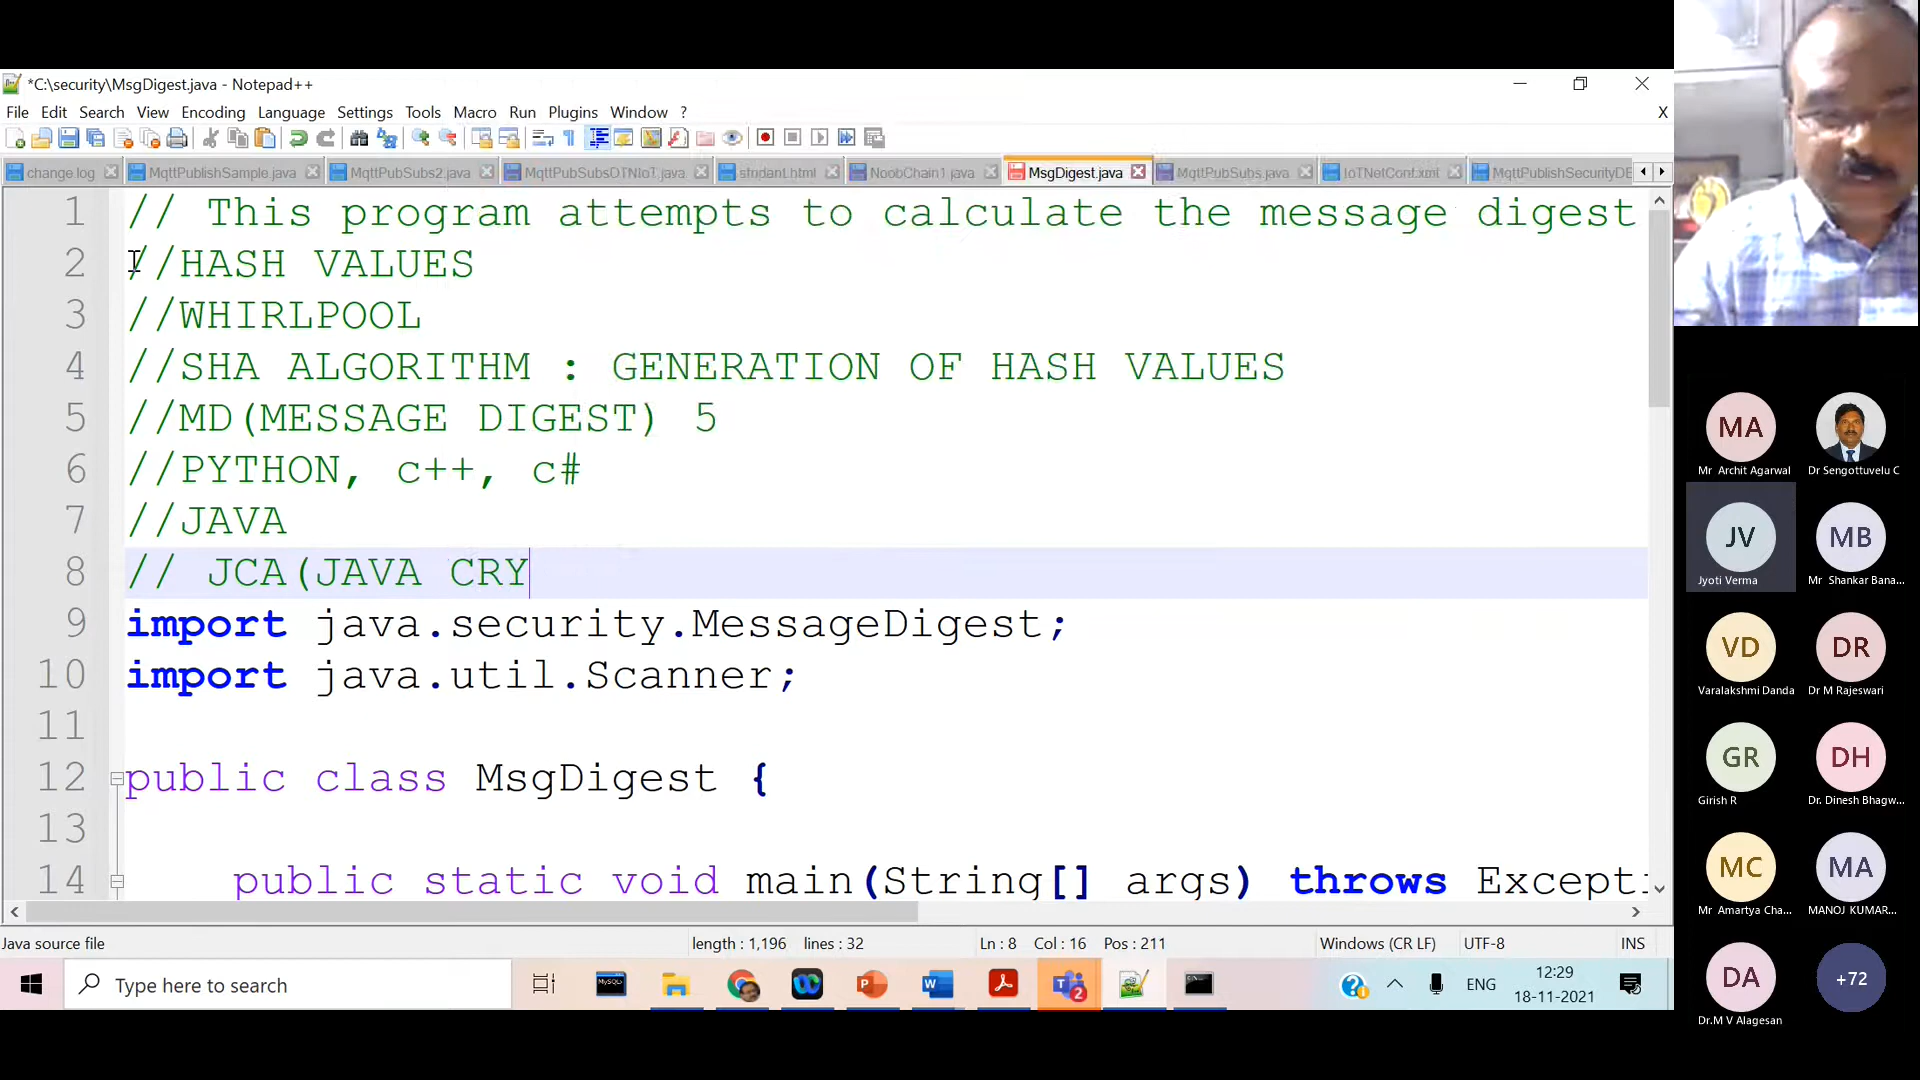 *C:\security\MsgDigest.java - Notepad++
File Edit Search View Encoding Language Settings Tools Macro Run Plugins Window ?
X
change.log MqttPublishSample.java MqttPubSubs2.java MqttPubSubsOTNIoT.java stridant.html NoobChain1.java MsgDigest.java MqttPubSubs.java IoTNetConf.xml MqttPublishSecurityDE
1 // This program attempts to calculate the message digest
2 //HASH VALUES
3 //WHIRLPOOL
4 //SHA ALGORITHM : GENERATION OF HASH VALUES
5 //MD(MESSAGE DIGEST) 5
6 //PYTHON, c++, c#
7 //JAVA
8 // JCA(JAVA CRY
9 import java.security.MessageDigest;
10 import java.util.Scanner;
11
12 public class MsgDigest {
13
14 public static void main(String[] args) throws Excepti
Java source file length : 1,196 lines : 32 Ln : 8 Col : 16 Pos : 211 Windows (CR LF) UTF-8 INS
Type here to search
MySQL
2
ENG
12:29
18-11-2021
MA
Mr Archit Agarwal Dr Sengottuvelu C
JV MB
Jyoti Verma Mr Shankar Bana...
VD DR
Varalakshmi Danda Dr M Rajeswari
GR DH
Girish R Dr. Dinesh Bhagw...
MC MA
Mr Amartya Cha... MANOJ KUMAR...
DA +72
Dr.M V Alagesan